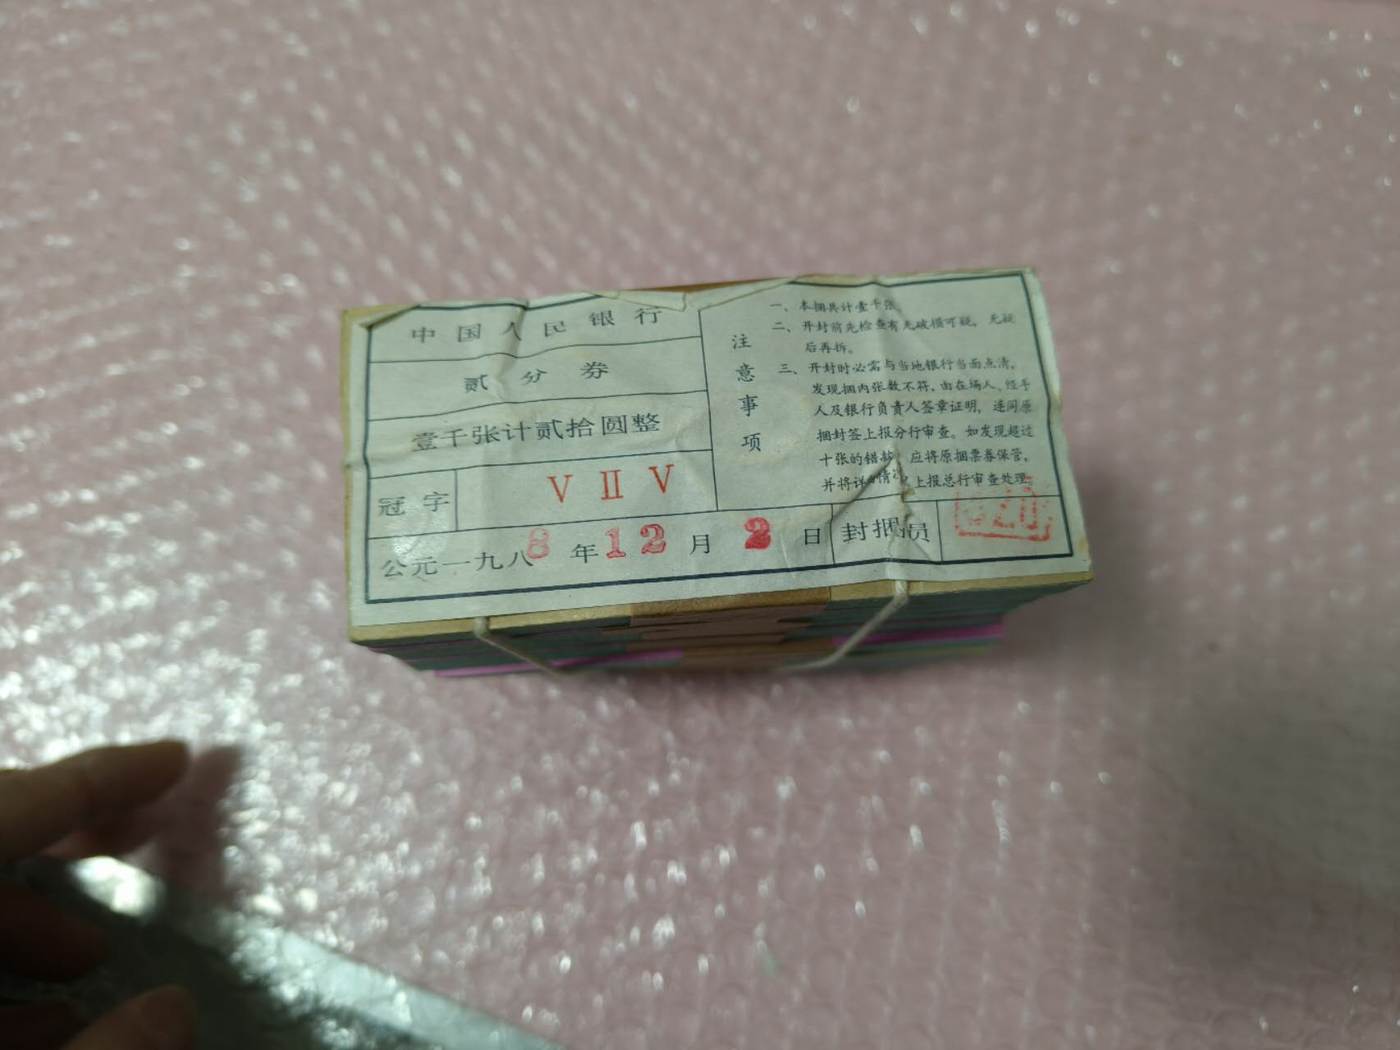 中国人民银行
贰分券
壹千张计贰拾圆整
冠字 V II V
公元一九八8年12月2日 封捆员
注意事项
一、本捆共计壹千张
二、开封前先检查有无破损可疑，无疑
后再拆。
三、开封时必需与当地银行当面点清，
发现捆内张数不符，由在场人、经手
人及银行负责人签章证明，连同原
捆封签上报分行审查。如发现超过
十张的错款，应将原捆票券保管，
并将详细情况上报总行审查处理